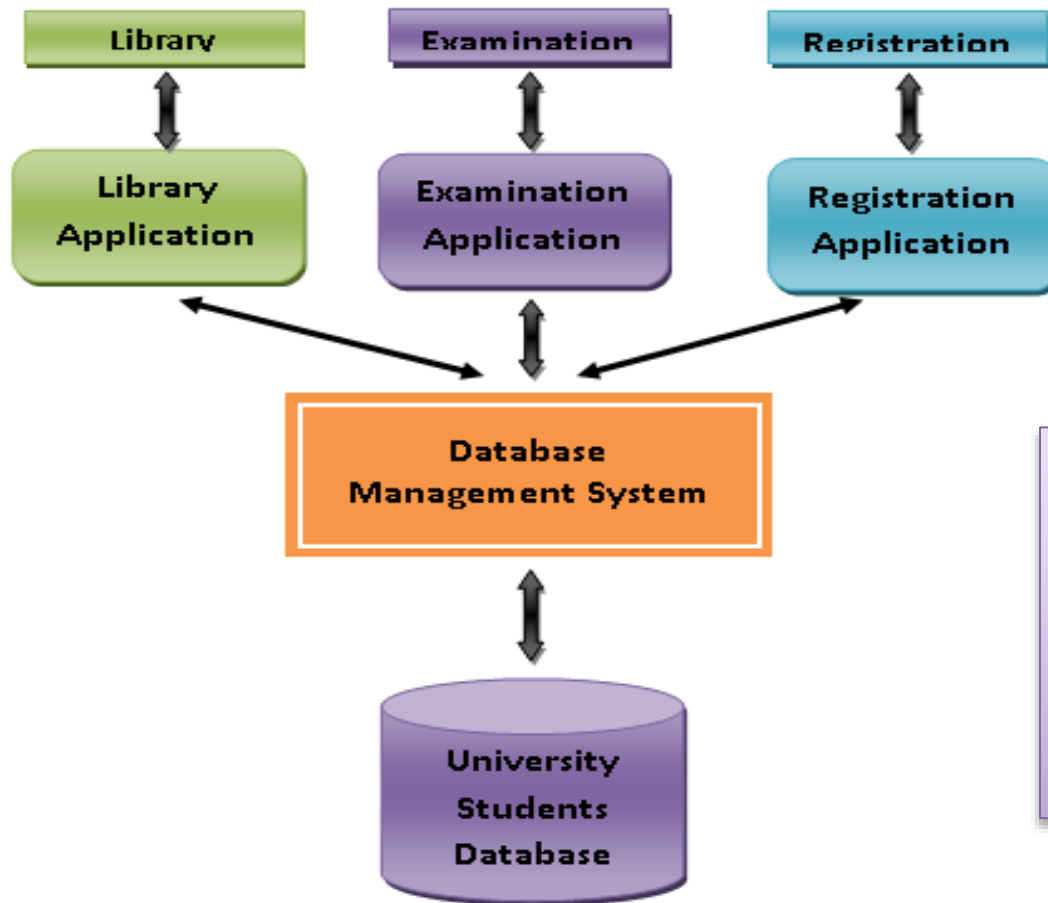 Library
Examination
Registration
Library
Application
Examination
Application
Registration
Application
Database
Management System
University
Students
Database